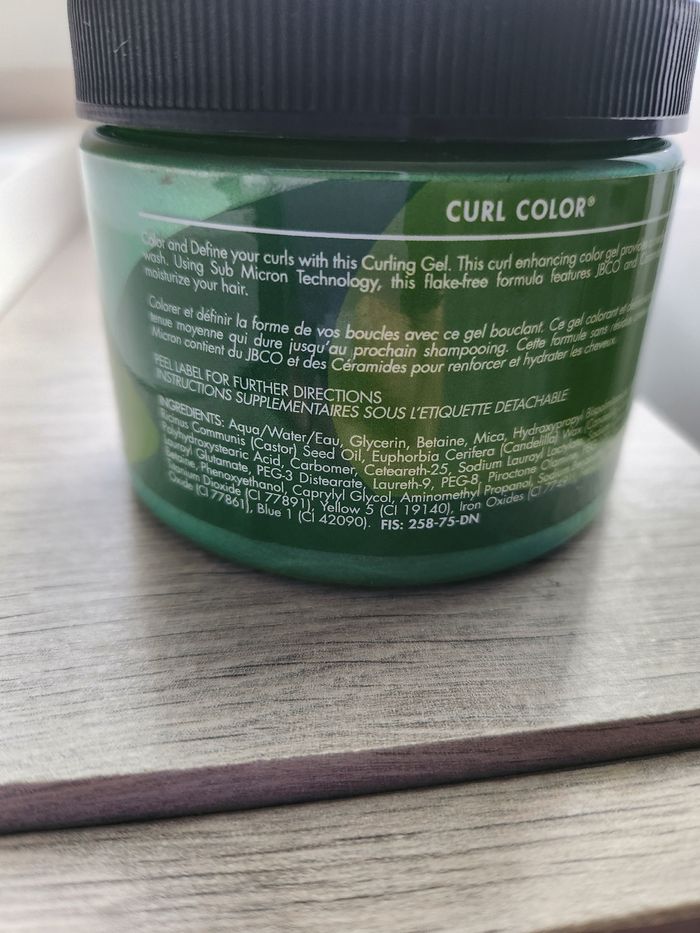 CURL COLOR®
Color and Define your curls with this Curling Gel. This curl enhancing color gel
wash. Using Sub Micron Technology, this flake-free formula features JBCO and
moisturize your hair.
Colorer et définir la forme de vos boucles avec ce gel bouclant. Ce gel colorant et
tenue moyenne qui dure jusqu'au prochain shampooing. Cette formule sans
Micron contient du JBCO et des Céramides pour renforcer et hydrater les cheveux.
PEEL LABEL FOR FURTHER DIRECTIONS
INSTRUCTIONS SUPPLEMENTAIRES SOUS L'ETIQUETTE DETACHABLE
INGREDIENTS: Aqua/Water/Eau, Glycerin, Betaine, Mica, Hydroxypropyl
Ricinus Communis (Castor) Seed Oil, Euphorbia Cerifera (Candelilla) Wax,
Polyhydroxystearic Acid, Carbomer, Ceteareth-25, Sodium Lauroyl
Lauroyl Glutamate, PEG-3 Distearate, Laureth-9, PEG-8, Piroctone
Betaine, Phenoxyethanol, Caprylyl Glycol, Aminomethyl Propanol, Sodium
Titanium Dioxide (CI 77891), Yellow 5 (CI 19140), Iron Oxides (CI
Oxide (CI 77861), Blue 1 (CI 42090). FIS: 258-75-DN